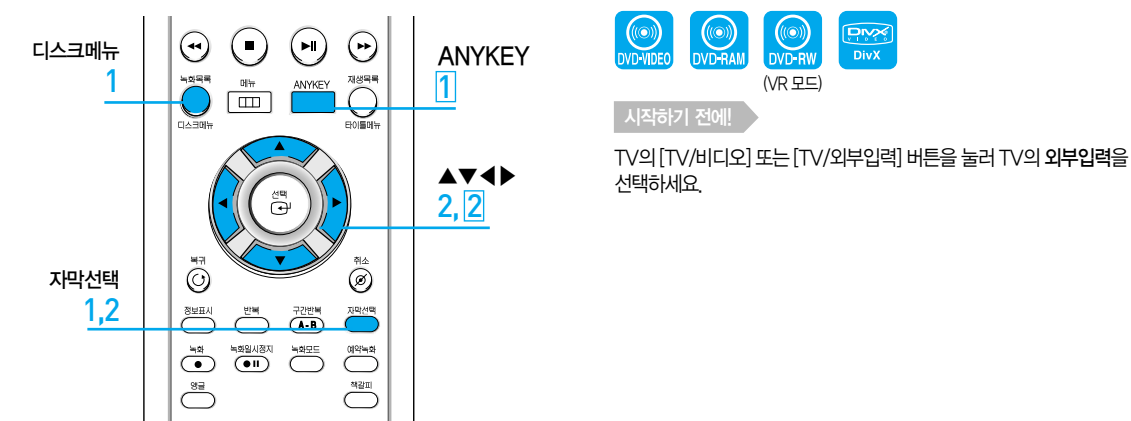 디스크메뉴
1
녹화목록
메뉴
ANYKEY
재생목록
디스크메뉴
타이틀메뉴
ANYKEY
1
선택
▲▼◀▶
2, 2
복귀
취소
자막선택
1,2
정보표시
반복
구간반복
자막선택
A-B
녹화
녹화일시정지
녹화모드
예약녹화
앵글
책갈피
DVD-VIDEO
DVD-RAM
DVD-RW
DIVX
VIDEO
DivX
(VR 모드)
시작하기 전에!
TV의 [TV/비디오] 또는 [TV/외부입력] 버튼을 눌러 TV의 외부입력을
선택하세요.